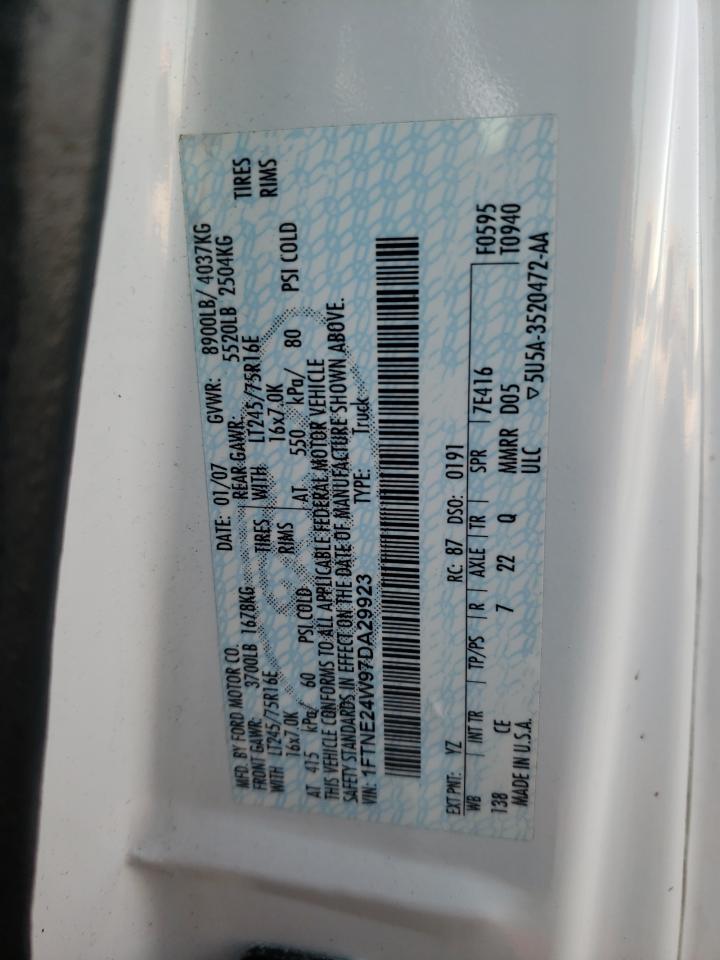 MFD. BY FORD MOTOR CO.
DATE: 01/07 GVWR: 8900LB/ 4037KG
FRONT GAWR: 3700LB 1678KG REAR GAWR: 5520LB 2504KG
WITH LT245/75R16E TIRES WITH LT245/75R16E TIRES
16x7.0K RIMS 16x7.0K RIMS
AT 415 kPa/ 60 PSI COLD AT 550 kPa/ 80 PSI COLD
THIS VEHICLE CONFORMS TO ALL APPLICABLE FEDERAL MOTOR VEHICLE
SAFETY STANDARDS IN EFFECT ON THE DATE OF MANUFACTURE SHOWN ABOVE.
VIN: 1FTNE24W97DA29923 TYPE: Truck
EXT PNT: YZ RC: 87 DSO: 0191 F0595
WB INT TR TP/PS R AXLE TR SPR 7E416 T0940
138 CE 7 22 Q MMRR D05
MADE IN U.S.A. ULC ▽5U5A-3520472-AA